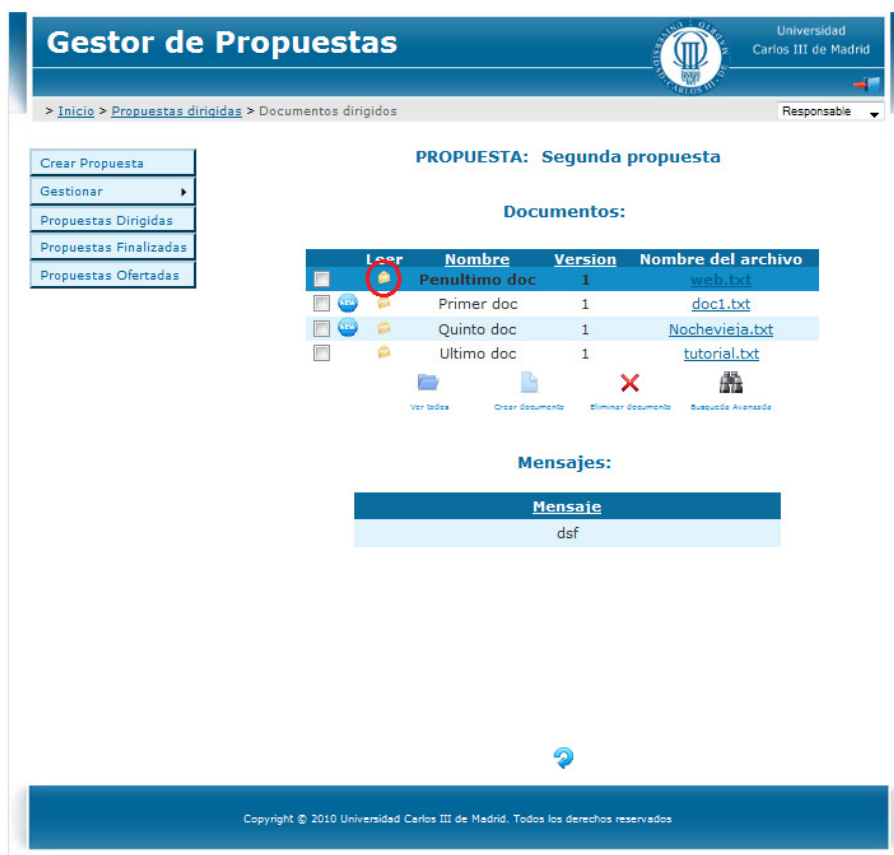 Gestor de Propuestas
Universidad
Carlos III de Madrid
> Inicio > Propuestas dirigidas > Documentos dirigidos
Responsable
Crear Propuesta
Gestionar
Propuestas Dirigidas
Propuestas Finalizadas
Propuestas Ofertadas
PROPUESTA: Segunda propuesta
Documentos:
Leer Nombre Version Nombre del archivo
Penultimo doc 1 web.txt
NEW Primer doc 1 doc1.txt
NEW Quinto doc 1 Nochevieja.txt
Ultimo doc 1 tutorial.txt
Ver todos Crear documento Eliminar documento Busqueda Avanzada
Mensajes:
Mensaje
dsf
Copyright © 2010 Universidad Carlos III de Madrid. Todos los derechos reservados